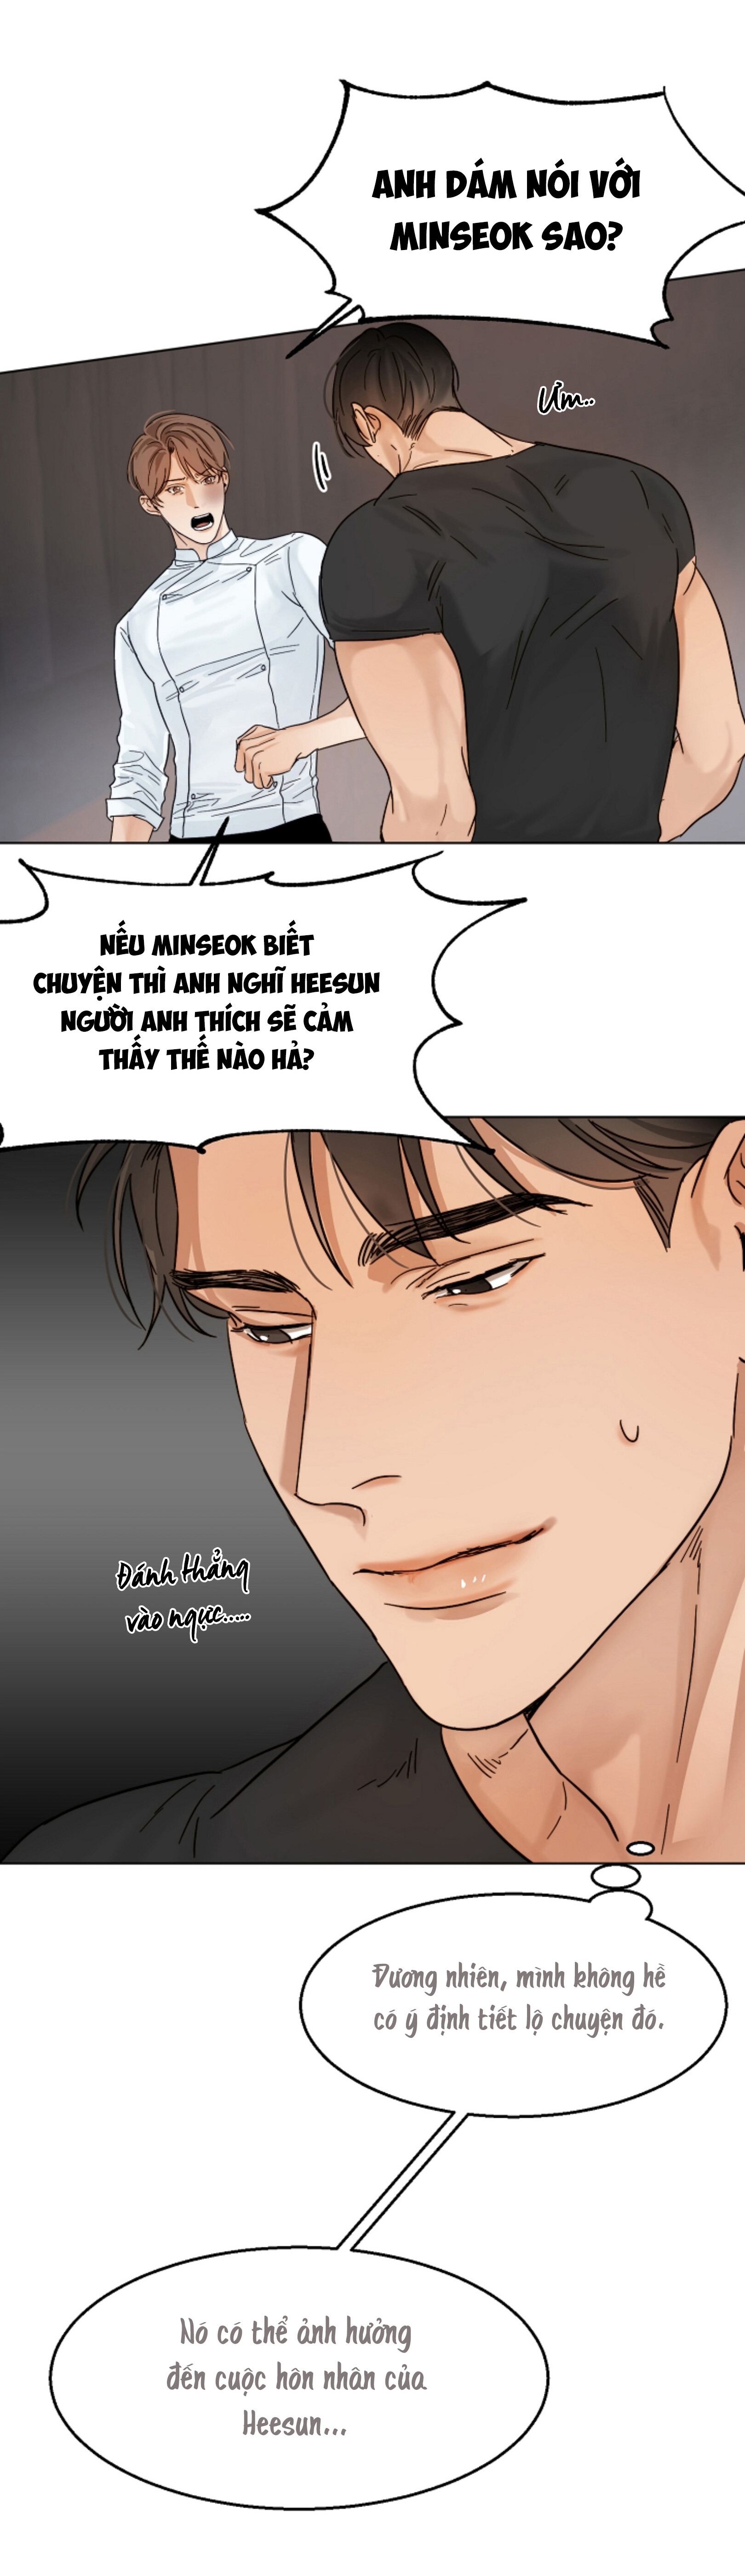 ANH DÁM NÓI VỚI
MINSEOK SAO?
Ưm..
NẾU MINSEOK BIẾT
CHUYỆN THÌ ANH NGHĨ HEESUN
NGƯỜI ANH THÍCH SẼ CẢM
THẤY THẾ NÀO HẢ?
Đánh thẳng
vào ngực.....
Đương nhiên, mình không hề
có ý định tiết lộ chuyện đó.
Nó có thể ảnh hưởng
đến cuộc hôn nhân của
Heesun...